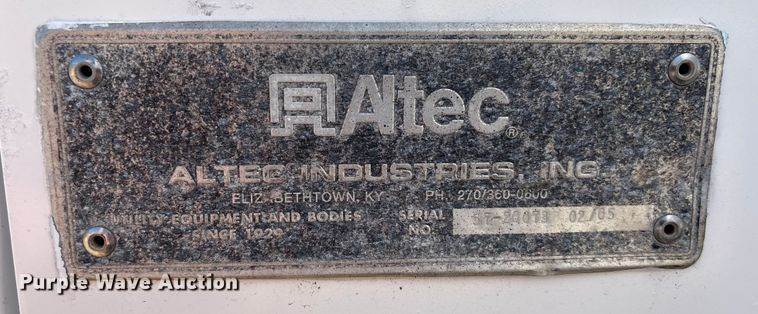 Altec®
ALTEC INDUSTRIES, INC.
ELIZABETHTOWN, KY PH. 270/360-0600
UTILITY EQUIPMENT AND BODIES SERIAL
SINCE 1929 NO. 02/05
Purple Wave Auction